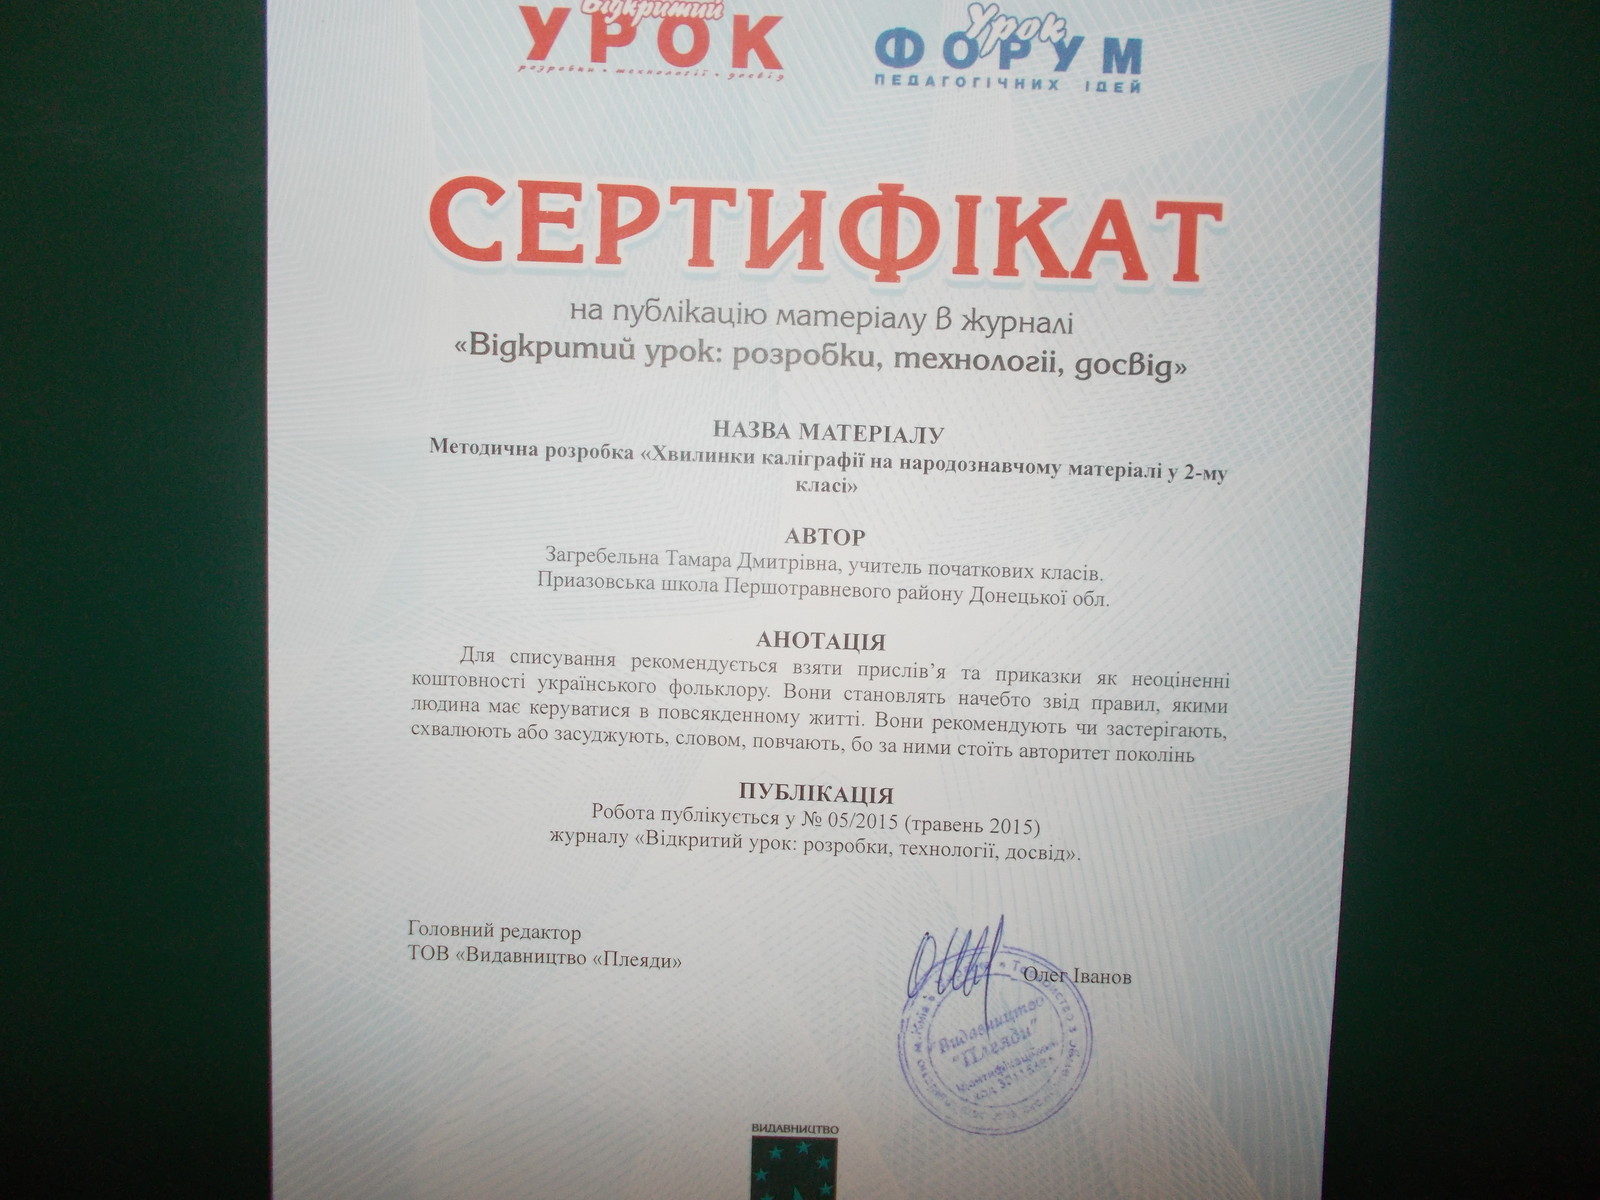 Відкритий
УРОК
розробки • технології • досвід
Урок
ФОРУМ
ПЕДАГОГІЧНИХ ІДЕЙ
СЕРТИФІКАТ
на публікацію матеріалу в журналі
«Відкритий урок: розробки, технології, досвід»
НАЗВА МАТЕРІАЛУ
Методична розробка «Хвилинки каліграфії на народознавчому матеріалі у 2-му
класі»
АВТОР
Загребельна Тамара Дмитрівна, учитель початкових класів.
Приазовська школа Першотравневого району Донецької обл.
АНОТАЦІЯ
Для списування рекомендується взяти прислів’я та приказки як неоціненні
коштовності українського фольклору. Вони становлять начебто звід правил, якими
людина має керуватися в повсякденному житті. Вони рекомендують чи застерігають,
схвалюють або засуджують, словом, повчають, бо за ними стоїть авторитет поколінь
ПУБЛІКАЦІЯ
Робота публікується у № 05/2015 (травень 2015)
журналу «Відкритий урок: розробки, технології, досвід».
Головний редактор
ТОВ «Видавництво «Плеяди»
Олег Іванов
Видавництво
"Плеяди"
ВИДАВНИЦТВО